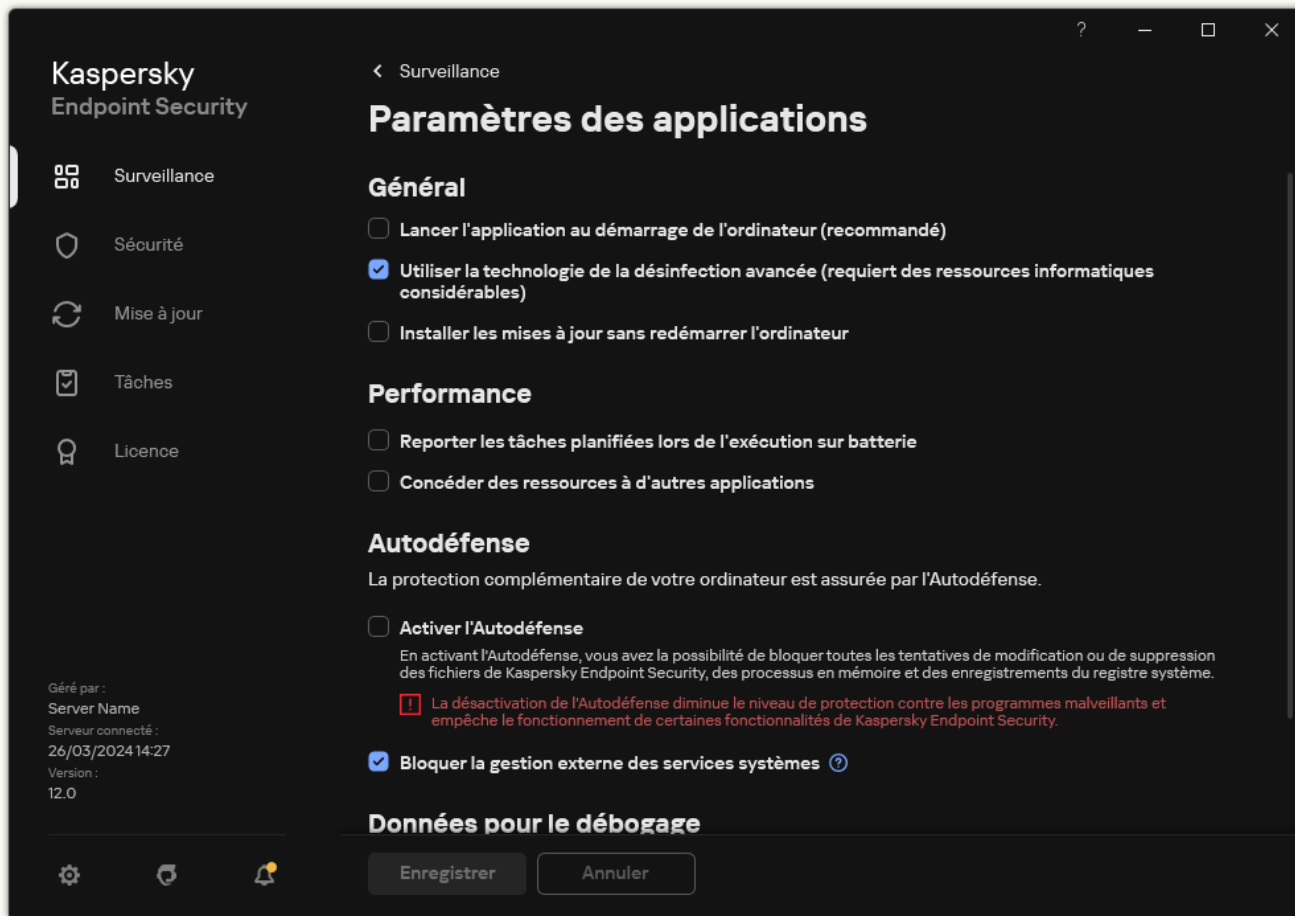 ?
Kaspersky
Endpoint Security
Surveillance
Sécurité
Mise à jour
Tâches
Licence
Géré par :
Server Name
Serveur connecté :
26/03/2024 14:27
Version :
12.0
Surveillance
Paramètres des applications
Général
Lancer l'application au démarrage de l'ordinateur (recommandé)
Utiliser la technologie de la désinfection avancée (requiert des ressources informatiques
considérables)
Installer les mises à jour sans redémarrer l'ordinateur
Performance
Reporter les tâches planifiées lors de l'exécution sur batterie
Concéder des ressources à d'autres applications
Autodéfense
La protection complémentaire de votre ordinateur est assurée par l'Autodéfense.
Activer l'Autodéfense
En activant l'Autodéfense, vous avez la possibilité de bloquer toutes les tentatives de modification ou de suppression
des fichiers de Kaspersky Endpoint Security, des processus en mémoire et des enregistrements du registre système.
La désactivation de l'Autodéfense diminue le niveau de protection contre les programmes malveillants et
empêche le fonctionnement de certaines fonctionnalités de Kaspersky Endpoint Security.
Bloquer la gestion externe des services systèmes ?
Données pour le débogage
Enregistrer
Annuler